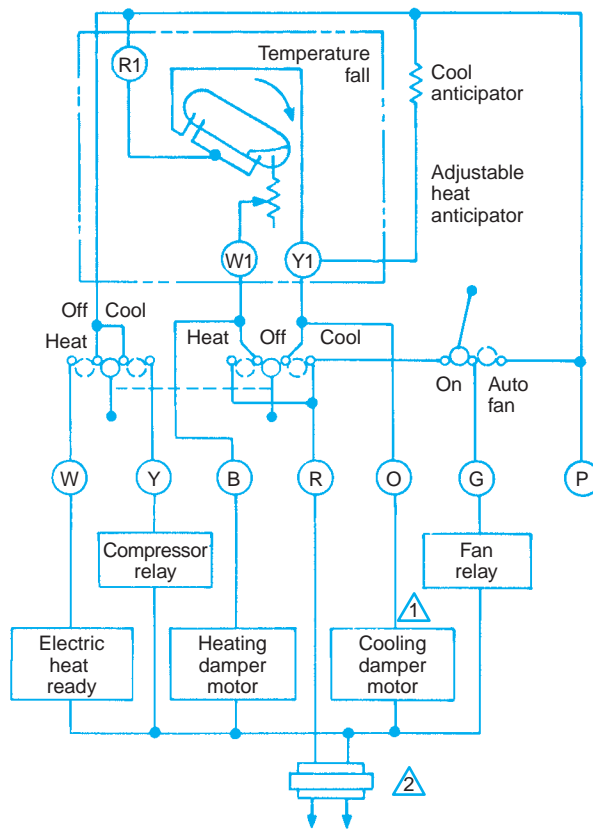 Temperature
fall
R1
Cool
anticipator
Adjustable
heat
anticipator
W1
Y1
Off
Cool
Heat
Heat
Off
Cool
On
Auto
fan
W
Y
B
R
O
G
P
Compressor
relay
Fan
relay
1
Electric
heat
ready
Heating
damper
motor
Cooling
damper
motor
2